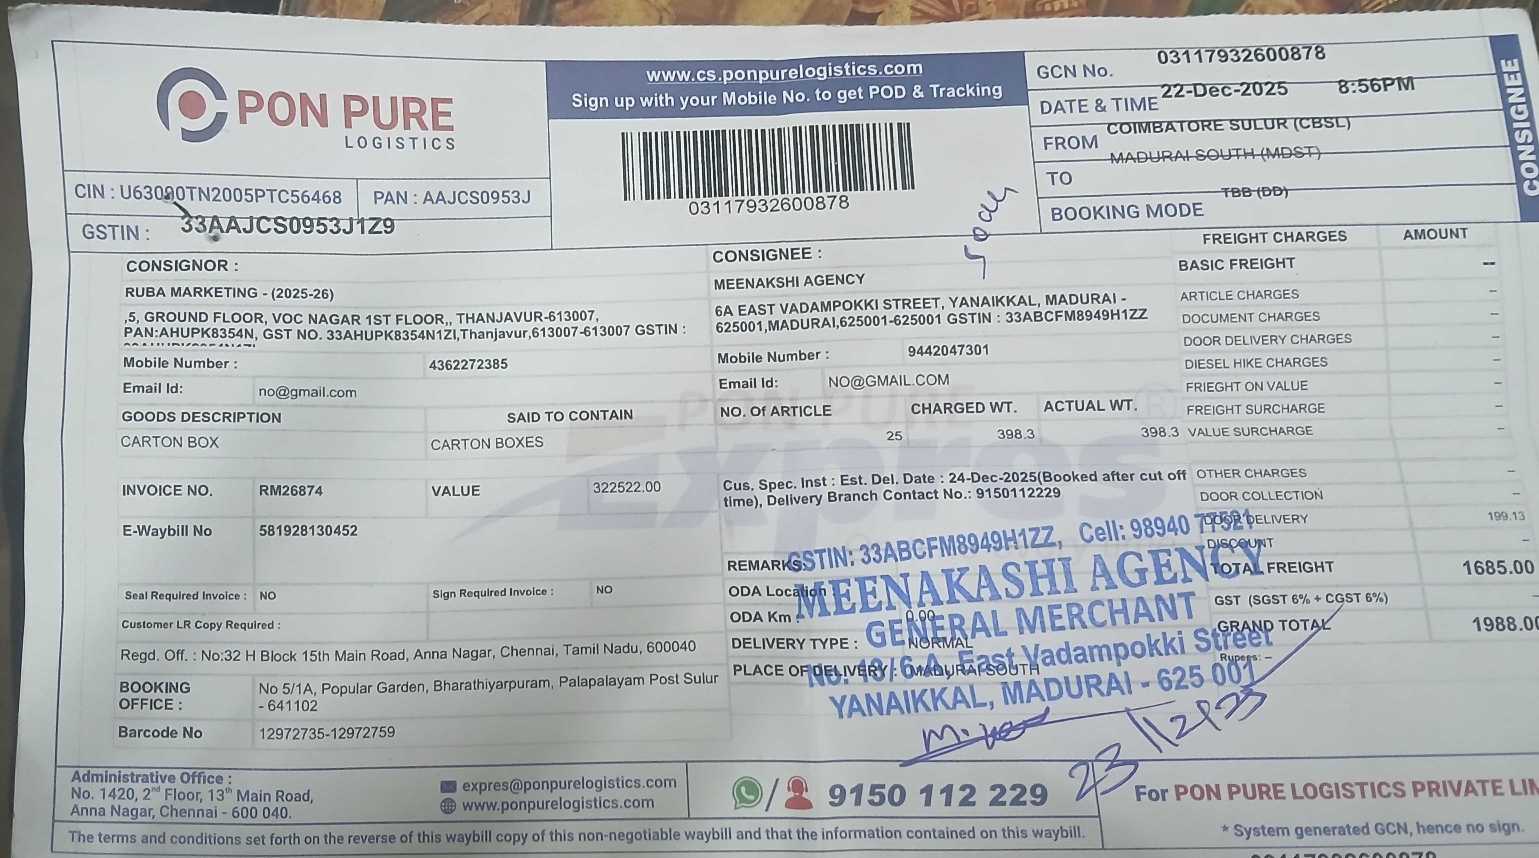 PON PURE
LOGISTICS
CIN : U63090TN2005PTC56468
PAN : AAJCS0953J
GSTIN : 33AAJCS0953J1Z9
www.cs.ponpurelogistics.com
Sign up with your Mobile No. to get POD & Tracking
03117932600878
GCN No. 03117932600878
DATE & TIME 22-Dec-2025 8:56PM
FROM COIMBATORE SULUR (CBSL)
TO MADURAI SOUTH (MDST)
BOOKING MODE TBB (DD)
CONSIGNEE
CONSIGNOR :
RUBA MARKETING - (2025-26)
,5, GROUND FLOOR, VOC NAGAR 1ST FLOOR,, THANJAVUR-613007,
PAN:AHUPK8354N, GST NO. 33AHUPK8354N1ZI,Thanjavur,613007-613007 GSTIN :
Mobile Number : 4362272385
Email Id: no@gmail.com
GOODS DESCRIPTION SAID TO CONTAIN
CARTON BOX CARTON BOXES
INVOICE NO. RM26874 VALUE 322522.00
E-Waybill No 581928130452
Seal Required Invoice : NO Sign Required Invoice : NO
Customer LR Copy Required :
Regd. Off. : No:32 H Block 15th Main Road, Anna Nagar, Chennai, Tamil Nadu, 600040
BOOKING OFFICE : No 5/1A, Popular Garden, Bharathiyarpuram, Palapalayam Post Sulur
- 641102
Barcode No 12972735-12972759
CONSIGNEE :
MEENAKSHI AGENCY
6A EAST VADAMPOKKI STREET, YANAIKKAL, MADURAI -
625001,MADURAI,625001-625001 GSTIN : 33ABCFM8949H1ZZ
Mobile Number : 9442047301
Email Id: NO@GMAIL.COM
NO. Of ARTICLE CHARGED WT. ACTUAL WT.
25 398.3 398.3
Cus. Spec. Inst : Est. Del. Date : 24-Dec-2025(Booked after cut off
time), Delivery Branch Contact No.: 9150112229
REMARKS:
ODA Location :
ODA Km : 0.00
DELIVERY TYPE : NORMAL
PLACE OF DELIVERY : MADURAI SOUTH
GSTIN: 33ABCFM8949H1ZZ, Cell: 98940 77521
MEENAKASHI AGENCY
GENERAL MERCHANT
No. 18/6-A, East Vadampokki Street
YANAIKKAL, MADURAI - 625 001
FREIGHT CHARGES AMOUNT
BASIC FREIGHT --
ARTICLE CHARGES --
DOCUMENT CHARGES --
DOOR DELIVERY CHARGES --
DIESEL HIKE CHARGES --
FRIEGHT ON VALUE --
FREIGHT SURCHARGE --
VALUE SURCHARGE --
OTHER CHARGES --
DOOR COLLECTION --
DOOR DELIVERY 199.13
DISCOUNT --
TOTAL FREIGHT 1685.00
GST (SGST 6% + CGST 6%)
GRAND TOTAL 1988.00
Rupees: --
Administrative Office :
No. 1420, 2nd Floor, 13th Main Road,
Anna Nagar, Chennai - 600 040.
expres@ponpurelogistics.com
www.ponpurelogistics.com
9150 112 229
For PON PURE LOGISTICS PRIVATE LIM
* System generated GCN, hence no sign.
The terms and conditions set forth on the reverse of this waybill copy of this non-negotiable waybill and that the information contained on this waybill.